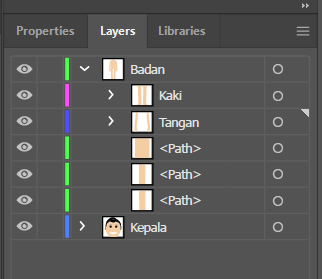 Properties Layers Libraries
Badan
Kaki
Tangan
<Path>
<Path>
<Path>
Kepala